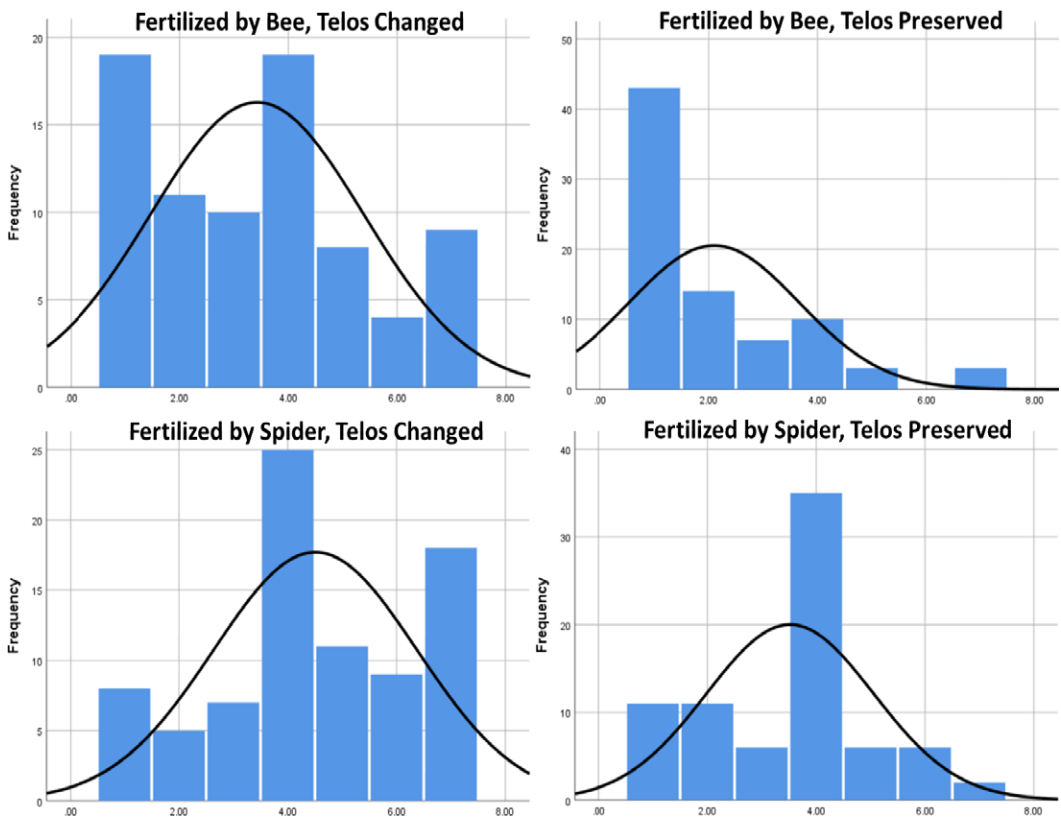 Fertilized by Bee, Telos Changed
20
15
10
5
0
Frequency
.00 2.00 4.00 6.00 8.00
Fertilized by Bee, Telos Preserved
50
40
30
20
10
0
Frequency
.00 2.00 4.00 6.00 8.00
Fertilized by Spider, Telos Changed
25
20
15
10
5
0
Frequency
.00 2.00 4.00 6.00 8.00
Fertilized by Spider, Telos Preserved
40
30
20
10
0
Frequency
.00 2.00 4.00 6.00 8.00